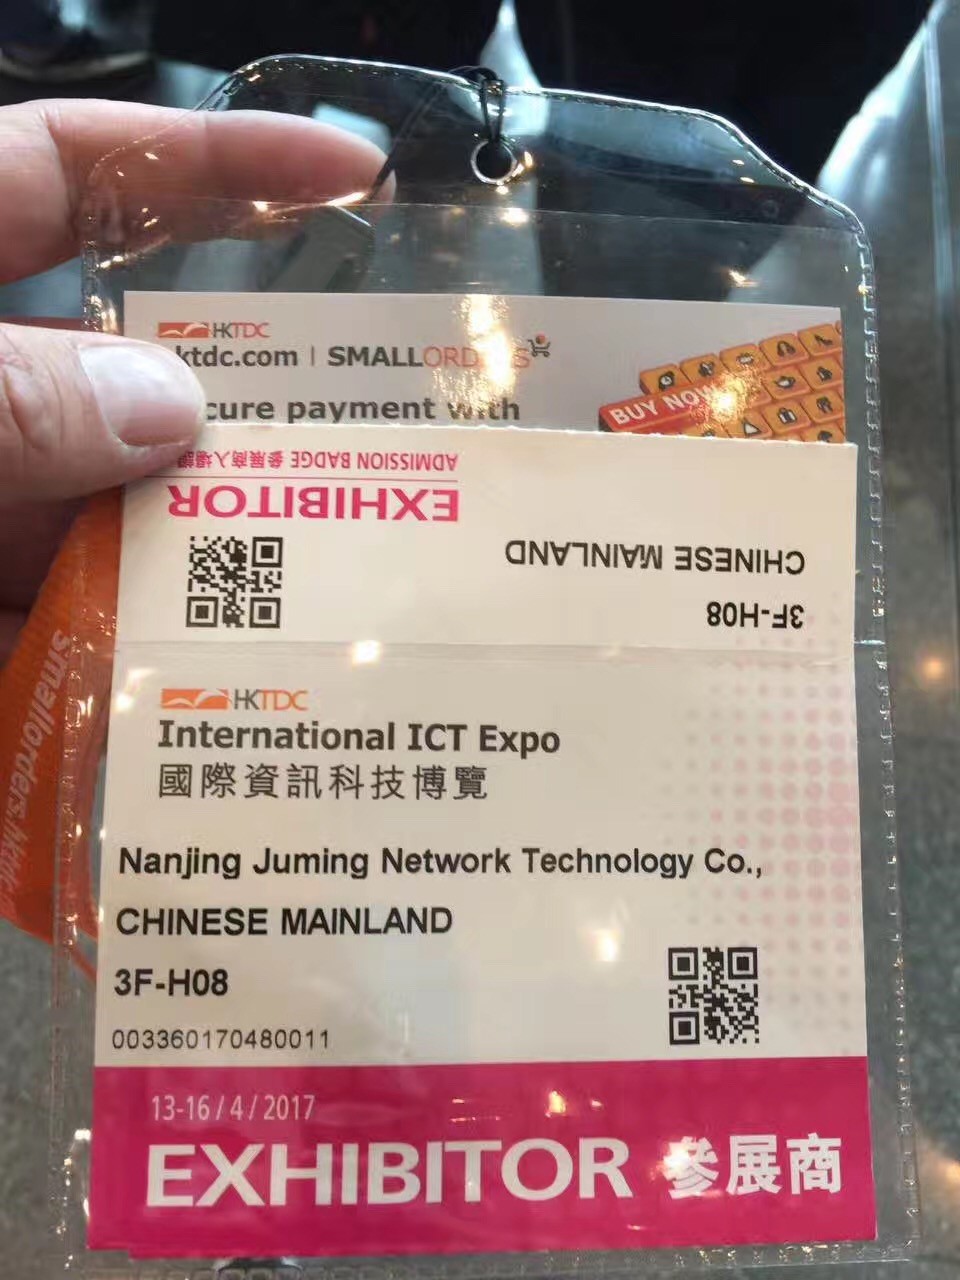 HKTDC
ktdc.com | SMALLORDERS
cure payment with
BUY NOW
ADMISSION BADGE 參展商入場證
EXHIBITOR
CHINESE MAINLAND
3F-H08
smallorders.hktdc
HKTDC
International ICT Expo
國際資訊科技博覽
Nanjing Juming Network Technology Co.,
CHINESE MAINLAND
3F-H08
003360170480011
13-16 / 4 / 2017
EXHIBITOR 參展商